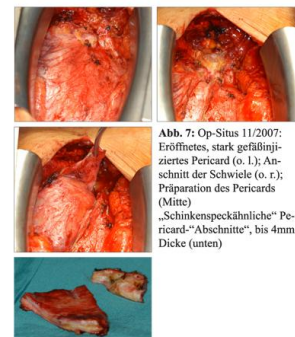 Abb. 7: Op-Situs 11/2007:
Eröffnetes, stark gefäßinji-
ziertes Pericard (o. l.); An-
schnitt der Schwiele (o. r.);
Präparation des Pericards
(Mitte)
„Schinkenspeckähnliche“ Pe-
ricard-“Abschnitte“, bis 4mm
Dicke (unten)